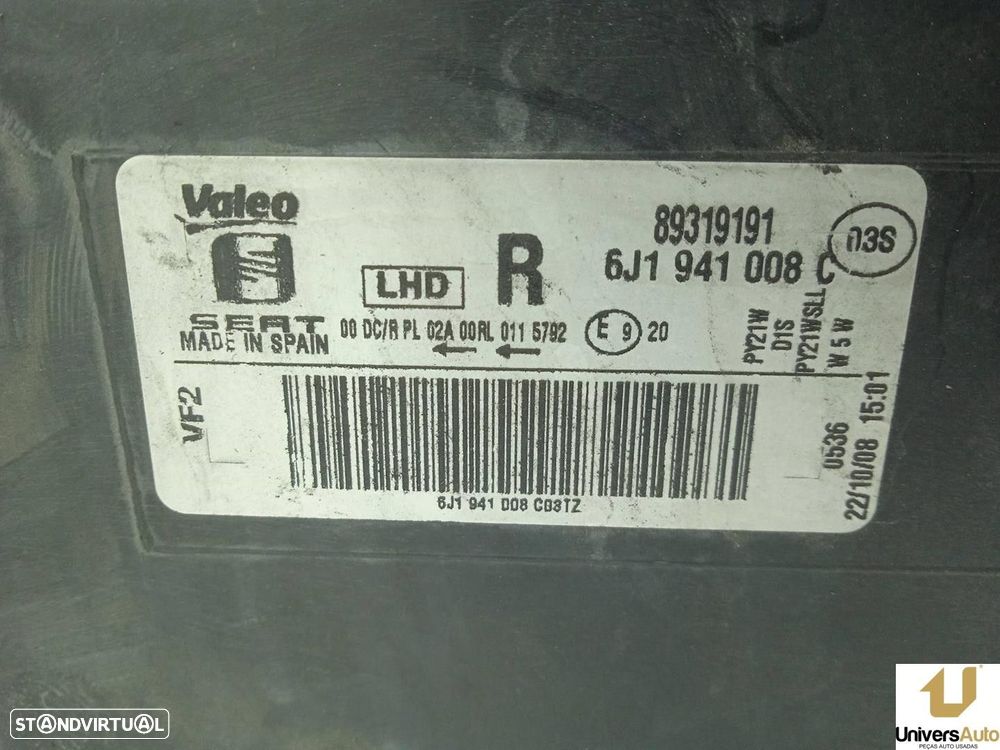 Valeo
SEAT
MADE IN SPAIN
LHD
R
89319191
6J1 941 008 C
03S
00 DC/R PL 02A 00RL 011 5792
E 9 20
PY21W
D1S
PY21WSLL
W 5 W
VF2
6J1 941 008 C03TZ
0536
22/10/08 15:01
STANDVIRTUAL
UniversAuto
PEÇAS AUTO USADAS